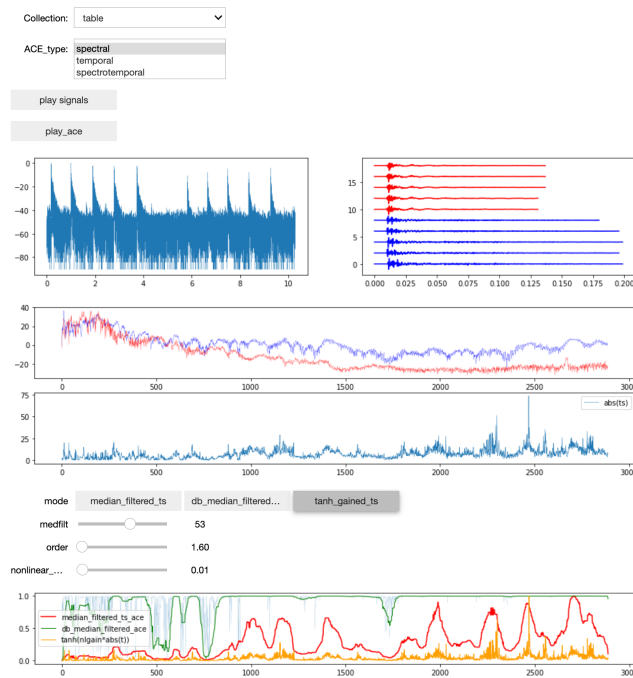 Collection: table
ACE_type: spectral
temporal
spectrotemporal
play signals
play_ace
0
−20
−40
−60
−80
0 2 4 6 8 10
15
10
5
0
0.000 0.025 0.050 0.075 0.100 0.125 0.150 0.175 0.200
40
20
0
−20
0 500 1000 1500 2000 2500 300
75
50
25
0
abs(ts)
0 500 1000 1500 2000 2500 300
mode median_filtered_ts db_median_filtered... tanh_gained_ts
medfilt 53
order 1.60
nonlinear_... 0.01
1.0
0.5
0.0
median_filtered_ts_ace
db_median_filtered_ace
tanh(nlgain*abs(t))
0 500 1000 1500 2000 2500 300